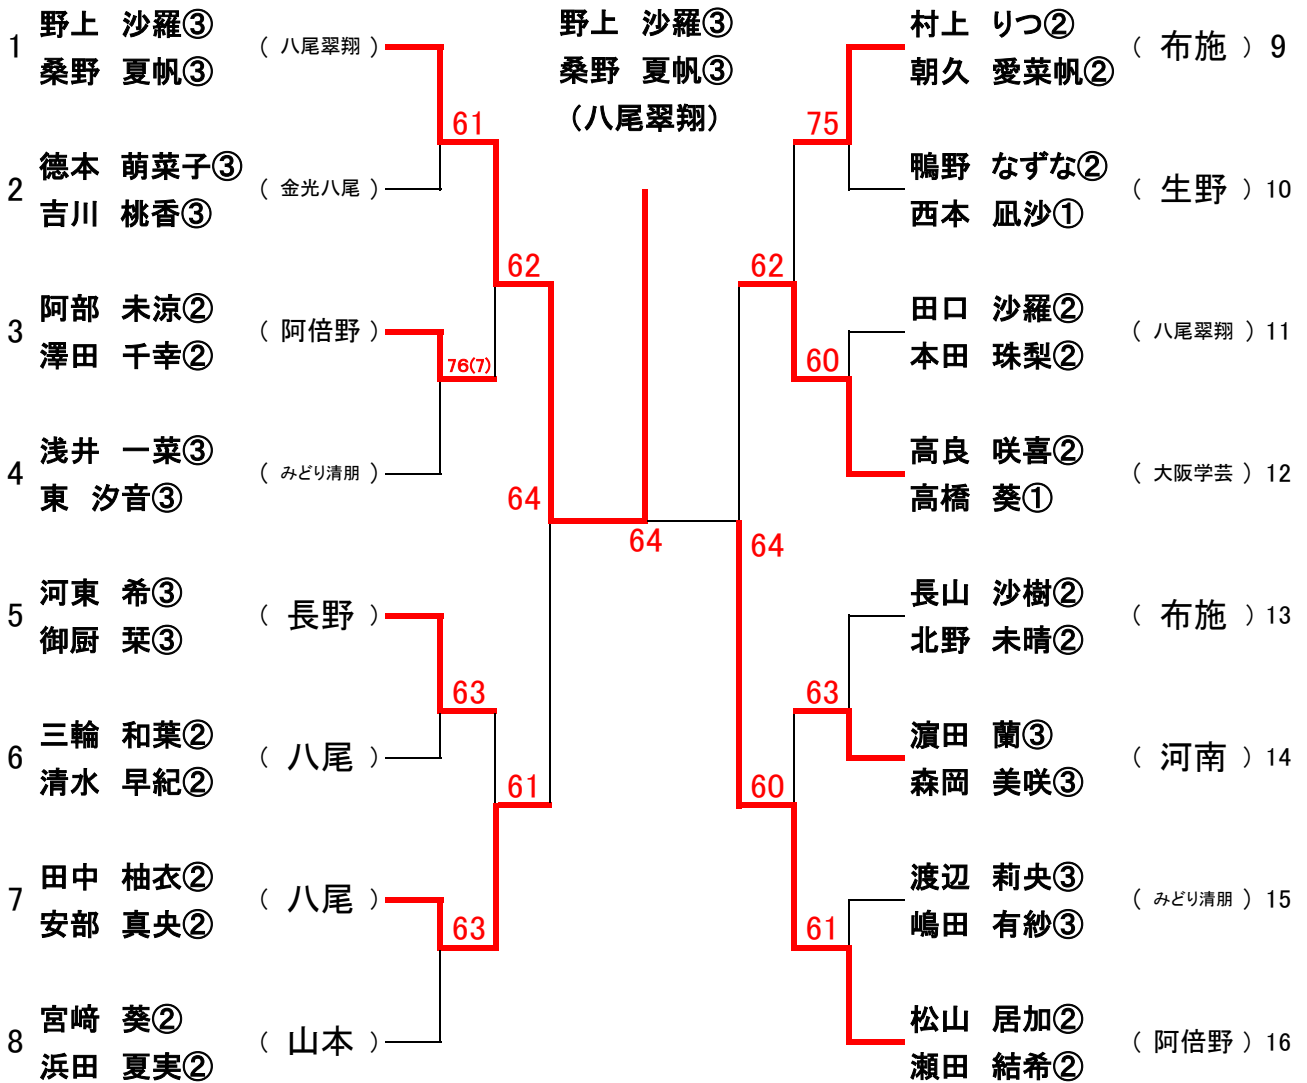 野上 沙羅③
1 (八尾翠翔)
桑野 夏帆③
61
德本 萌菜子③
2 (金光八尾)
吉川 桃香③
62
阿部 未涼②
3 (阿倍野)
澤田 千幸②
76(7)
浅井 一菜③
4 (みどり清朋)
東 汐音③
64
河東 希③
5 (長野)
御厨 栞③
63
三輪 和葉②
6 (八尾)
清水 早紀②
61
田中 柚衣②
7 (八尾)
安部 真央②
63
宮﨑 葵②
8 (山本)
浜田 夏実②
野上 沙羅③
桑野 夏帆③
(八尾翠翔)
64
村上 りつ②
(布施) 9
朝久 愛菜帆②
75
鴨野 なずな②
(生野) 10
西本 凪沙①
62
田口 沙羅②
(八尾翠翔) 11
本田 珠梨②
60
高良 咲喜②
(大阪学芸) 12
高橋 葵①
64
長山 沙樹②
(布施) 13
北野 未晴②
63
濵田 蘭③
(河南) 14
森岡 美咲③
60
渡辺 莉央③
(みどり清朋) 15
嶋田 有紗③
61
松山 居加②
(阿倍野) 16
瀬田 結希②